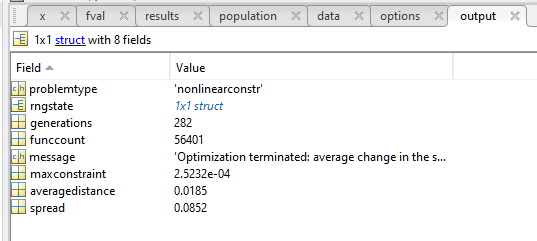 x fval results population data options output
1x1 struct with 8 fields
Field Value
problemtype 'nonlinearconstr'
rngstate 1x1 struct
generations 282
funccount 56401
message 'Optimization terminated: average change in the s...
maxconstraint 2.5232e-04
averagedistance 0.0185
spread 0.0852